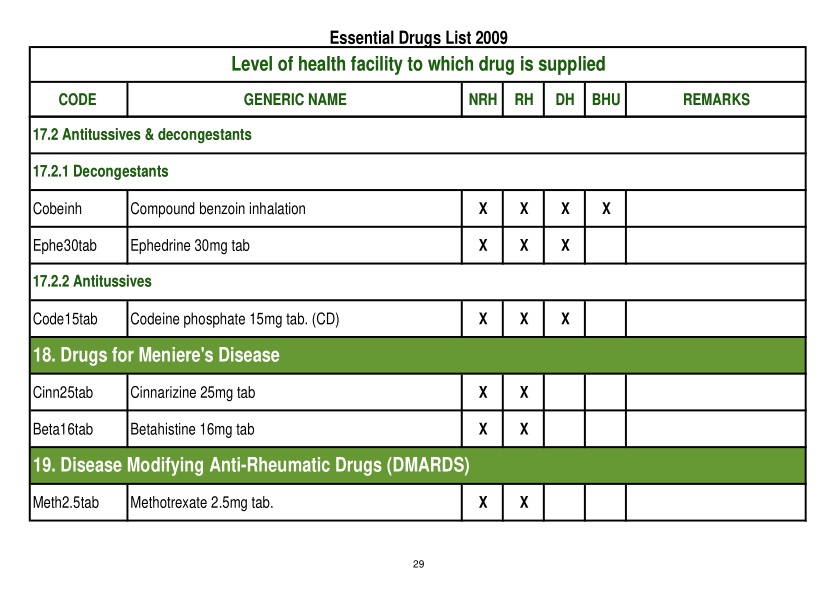 Essential Drugs List 2009
Level of health facility to which drug is supplied
CODE GENERIC NAME NRH RH DH BHU REMARKS
17.2 Antitussives & decongestants
17.2.1 Decongestants
Cobeinh Compound benzoin inhalation X X X X
Ephe30tab Ephedrine 30mg tab X X X
17.2.2 Antitussives
Code15tab Codeine phosphate 15mg tab. (CD) X X X
18. Drugs for Meniere's Disease
Cinn25tab Cinnarizine 25mg tab X X
Beta16tab Betahistine 16mg tab X X
19. Disease Modifying Anti-Rheumatic Drugs (DMARDS)
Meth2.5tab Methotrexate 2.5mg tab. X X
29